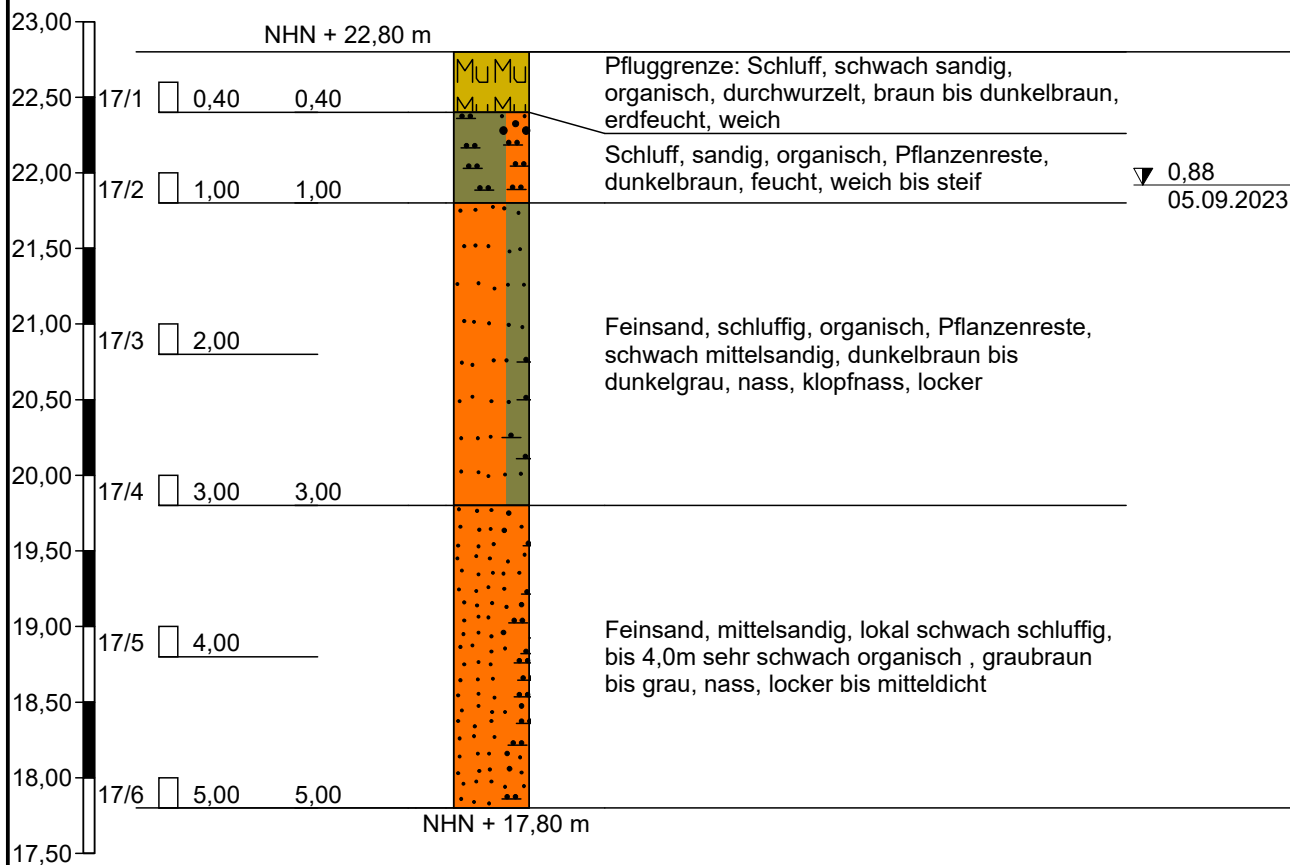 23,00
NHN + 22,80 m
Mu Mu
Pfluggrenze: Schluff, schwach sandig,
22,50
17/1 0,40 0,40
Mu Mu
organisch, durchwurzelt, braun bis dunkelbraun,
erdfeucht, weich
Schluff, sandig, organisch, Pflanzenreste,
dunkelbraun, feucht, weich bis steif
22,00
0,88
05.09.2023
17/2 1,00 1,00
21,50
21,00
17/3 2,00
Feinsand, schluffig, organisch, Pflanzenreste,
schwach mittelsandig, dunkelbraun bis
dunkelgrau, nass, klopfnass, locker
20,50
20,00
17/4 3,00 3,00
19,50
19,00
17/5 4,00
Feinsand, mittelsandig, lokal schwach schluffig,
bis 4,0m sehr schwach organisch , graubraun
bis grau, nass, locker bis mitteldicht
18,50
18,00
17/6 5,00 5,00
NHN + 17,80 m
17,50